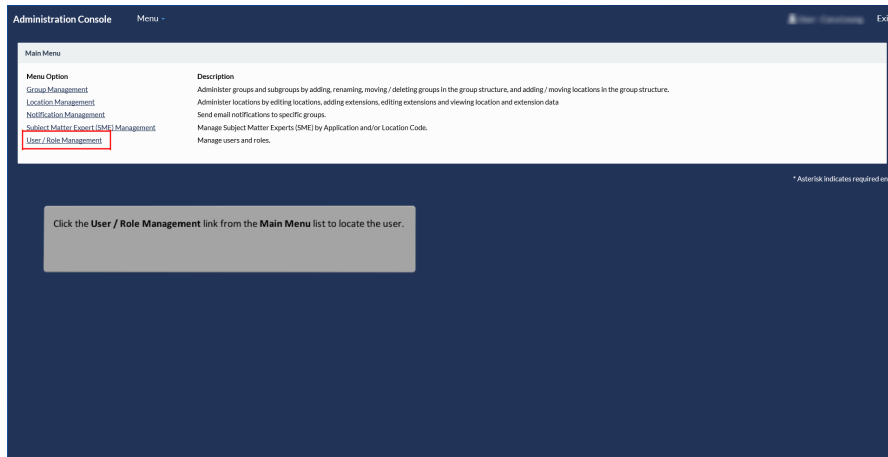 Administration Console Menu
Exi
Main Menu
Menu Option Description
Group Management Administer groups and subgroups by adding, renaming, moving / deleting groups in the group structure, and adding / moving locations in the group structure.
Location Management Administer locations by editing locations, adding extensions, editing extensions and viewing location and extension data
Notification Management Send email notifications to specific groups.
Subject Matter Expert (SME) Management Manage Subject Matter Experts (SME) by Application and/or Location Code.
User / Role Management Manage users and roles.
* Asterisk indicates required en
Click the User / Role Management link from the Main Menu list to locate the user.